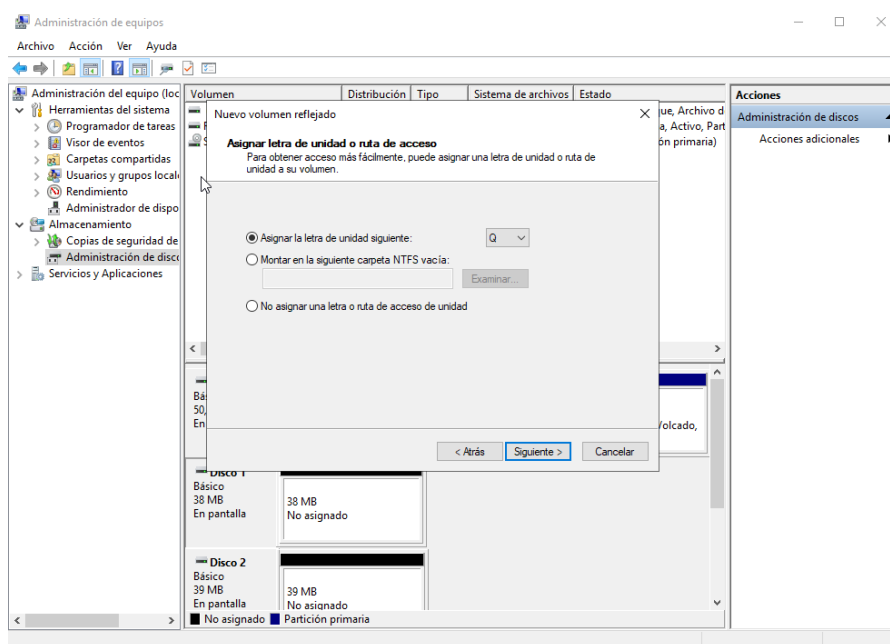 Administración de equipos
Archivo Acción Ver Ayuda
Administración del equipo (loc
Herramientas del sistema
Programador de tareas
Visor de eventos
Carpetas compartidas
Usuarios y grupos locale
Rendimiento
Administrador de dispo
Almacenamiento
Copias de seguridad de
Administración de disco
Servicios y Aplicaciones
Volumen Distribución Tipo Sistema de archivos Estado
Archivo d
a, Activo, Part
ón primaria)
Nuevo volumen reflejado
Asignar letra de unidad o ruta de acceso
Para obtener acceso más fácilmente, puede asignar una letra de unidad o ruta de
unidad a su volumen.
Asignar la letra de unidad siguiente: Q
Montar en la siguiente carpeta NTFS vacía:
Examinar...
No asignar una letra o ruta de acceso de unidad
< Atrás Siguiente > Cancelar
Bá
50,
En
Volcado,
Disco 1
Básico
38 MB
En pantalla
38 MB
No asignado
Disco 2
Básico
39 MB
En pantalla
39 MB
No asignado
No asignado Partición primaria
Acciones
Administración de discos
Acciones adicionales